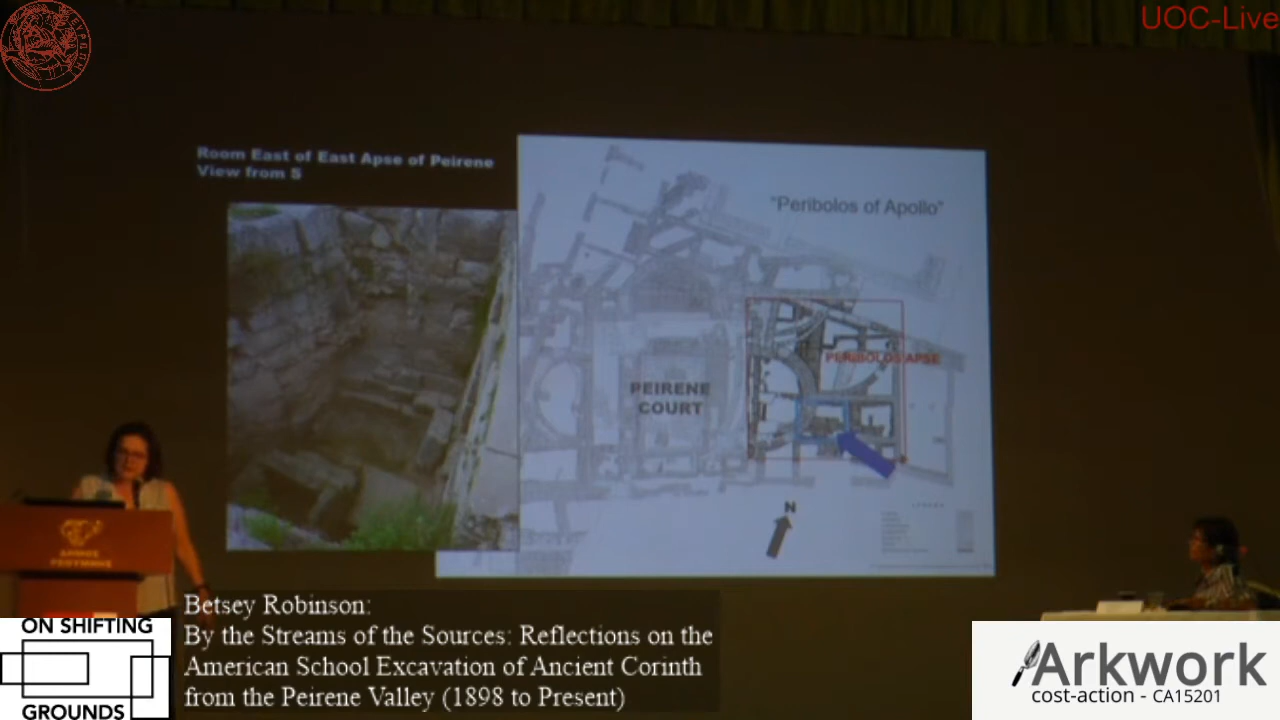 UOC-Live
Room East of East Apse of Peirene
View from S
"Peribolos of Apollo"
PERIBOLOS APSE
PEIRENE
COURT
N
ΔΗΜΟΣ
ΡΕΘΥΜΝΗΣ
Betsey Robinson:
By the Streams of the Sources: Reflections on the
American School Excavation of Ancient Corinth
from the Peirene Valley (1898 to Present)
ON SHIFTING
GROUNDS
Arkwork
cost-action - CA15201